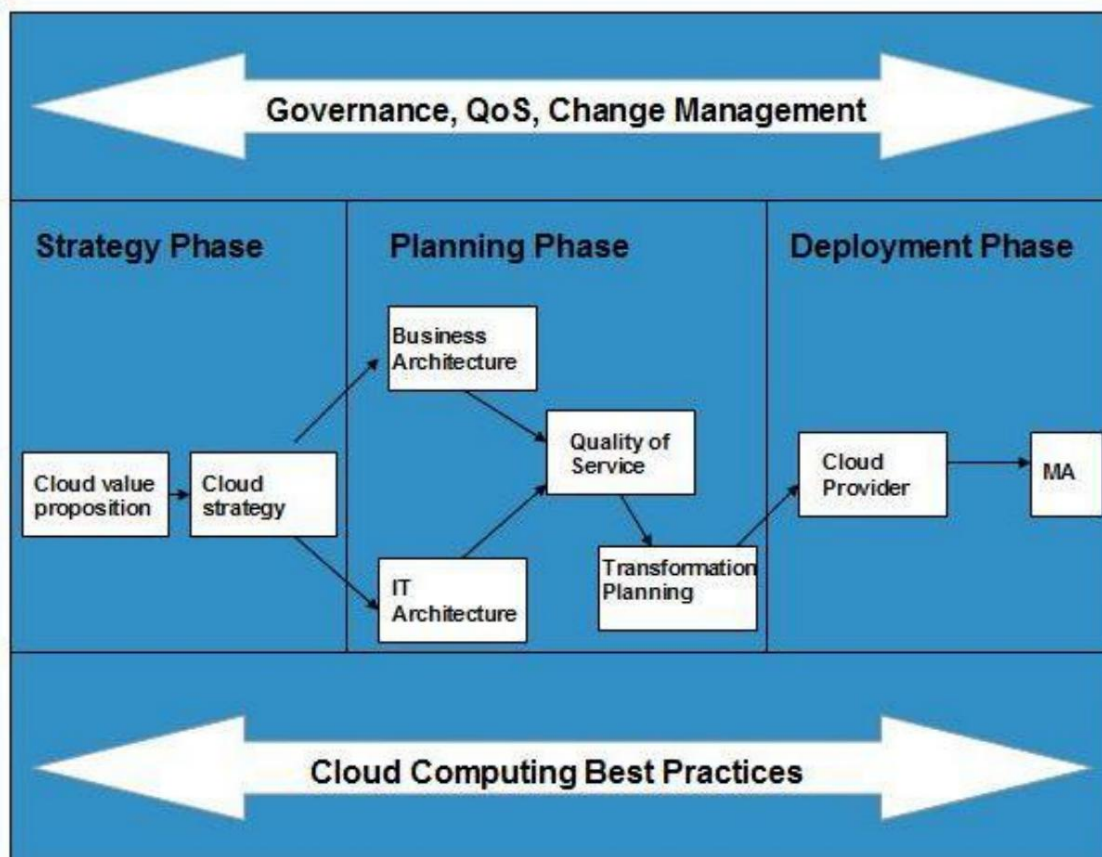 Governance, QoS, Change Management
Strategy Phase
Planning Phase
Deployment Phase
Business
Architecture
Quality of
Service
Cloud
Provider
MA
Cloud value
proposition
Cloud
strategy
IT
Architecture
Transformation
Planning
Cloud Computing Best Practices